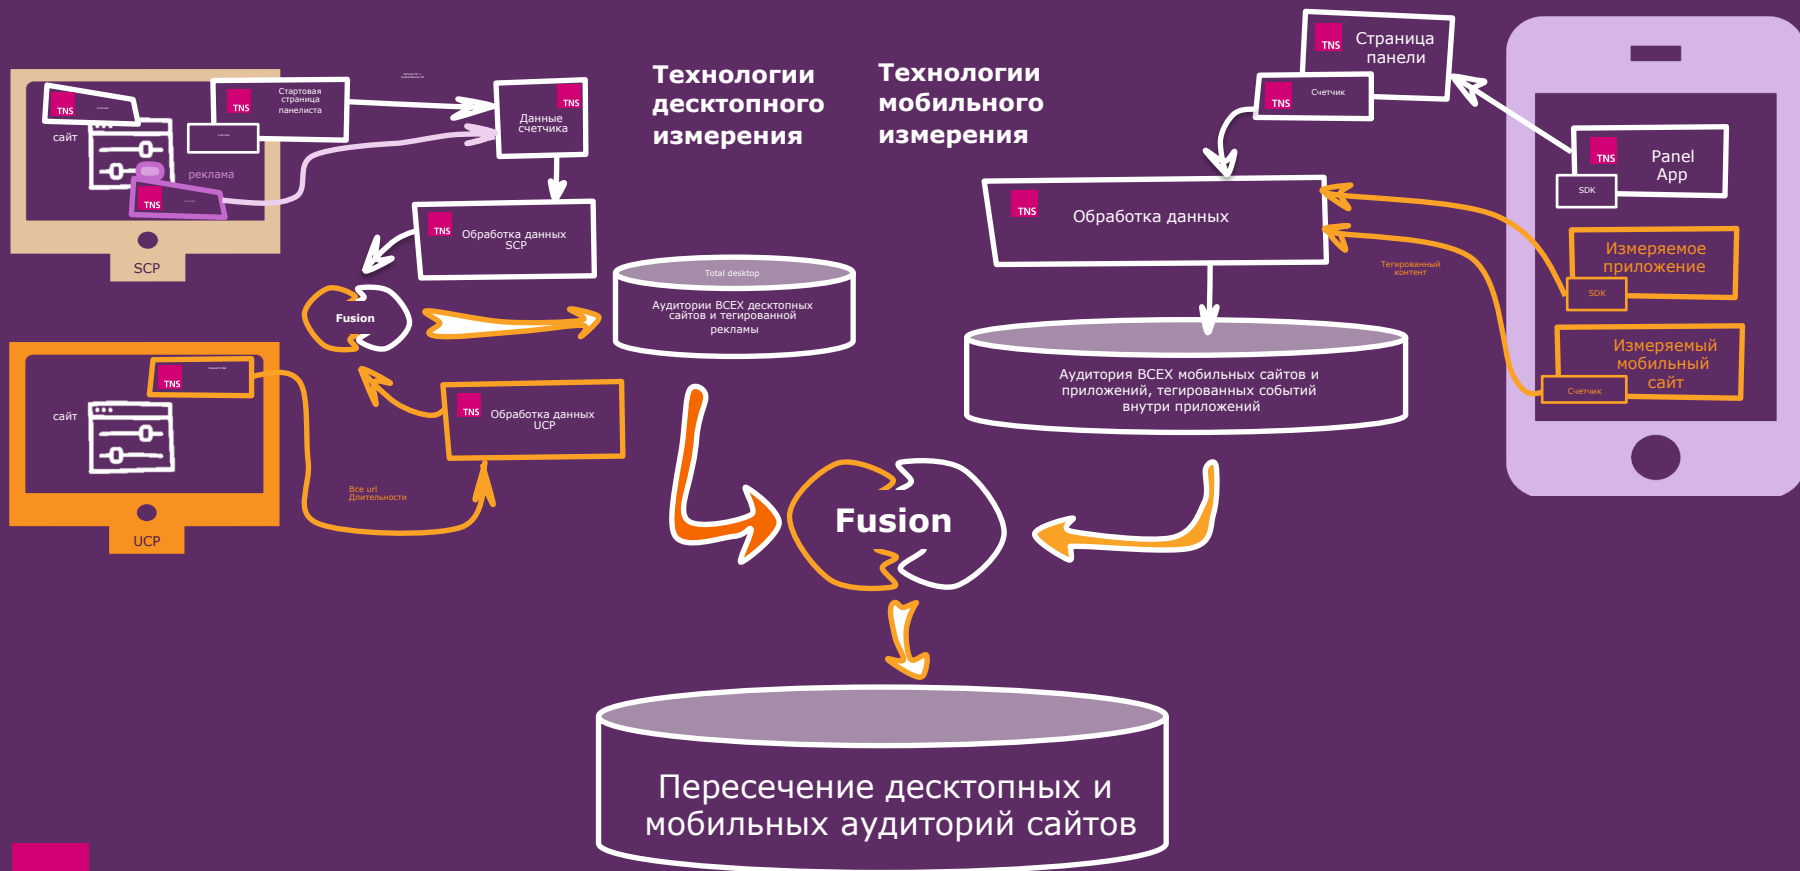 TNS
сайт
TNS
Стартовая
страница
панелиста
реклама
TNS
SCP
TNS
Данные
счетчика
TNS
Обработка данных
SCP
Fusion
Total desktop
Аудитории ВСЕХ десктопных
сайтов и тегированной
рекламы
TNS
сайт
UCP
Все url
Длительности
TNS
Обработка данных
UCP
Технологии
десктопного
измерения
Технологии
мобильного
измерения
TNS
Страница
панели
TNS
Счетчик
TNS
Обработка данных
TNS
Panel
App
SDK
Измеряемое
приложение
SDK
Тегированный
контент
Измеряемый
мобильный
сайт
Счетчик
Аудитория ВСЕХ мобильных сайтов и
приложений, тегированных событий
внутри приложений
Fusion
Пересечение десктопных и
мобильных аудиторий сайтов